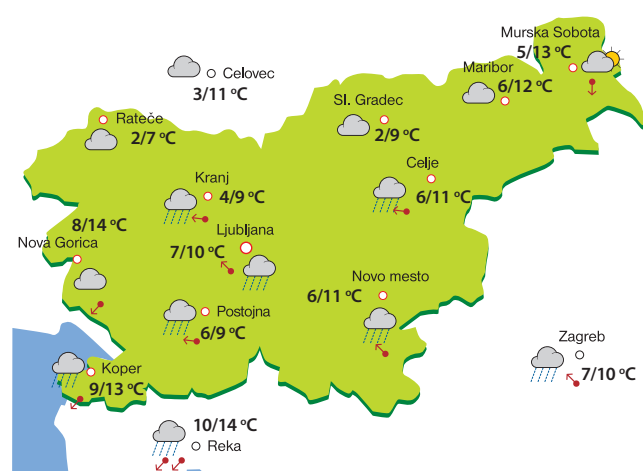 Murska Sobota
5/13 °C
Celovec
3/11 °C
Maribor
6/12 °C
Sl. Gradec
2/9 °C
Rateče
2/7 °C
Celje
6/11 °C
Kranj
4/9 °C
8/14 °C
Nova Gorica
Ljubljana
7/10 °C
Novo mesto
6/11 °C
Postojna
6/9 °C
Zagreb
7/10 °C
Koper
9/13 °C
10/14 °C
Reka